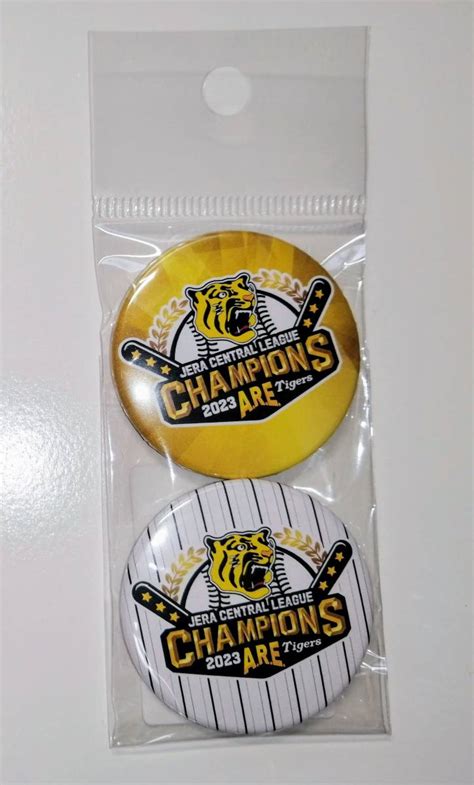 JERA CENTRAL LEAGUE
CHAMPIONS
2023 A.R.E. Tigers
JERA CENTRAL LEAGUE
CHAMPIONS
2023 A.R.E. Tigers